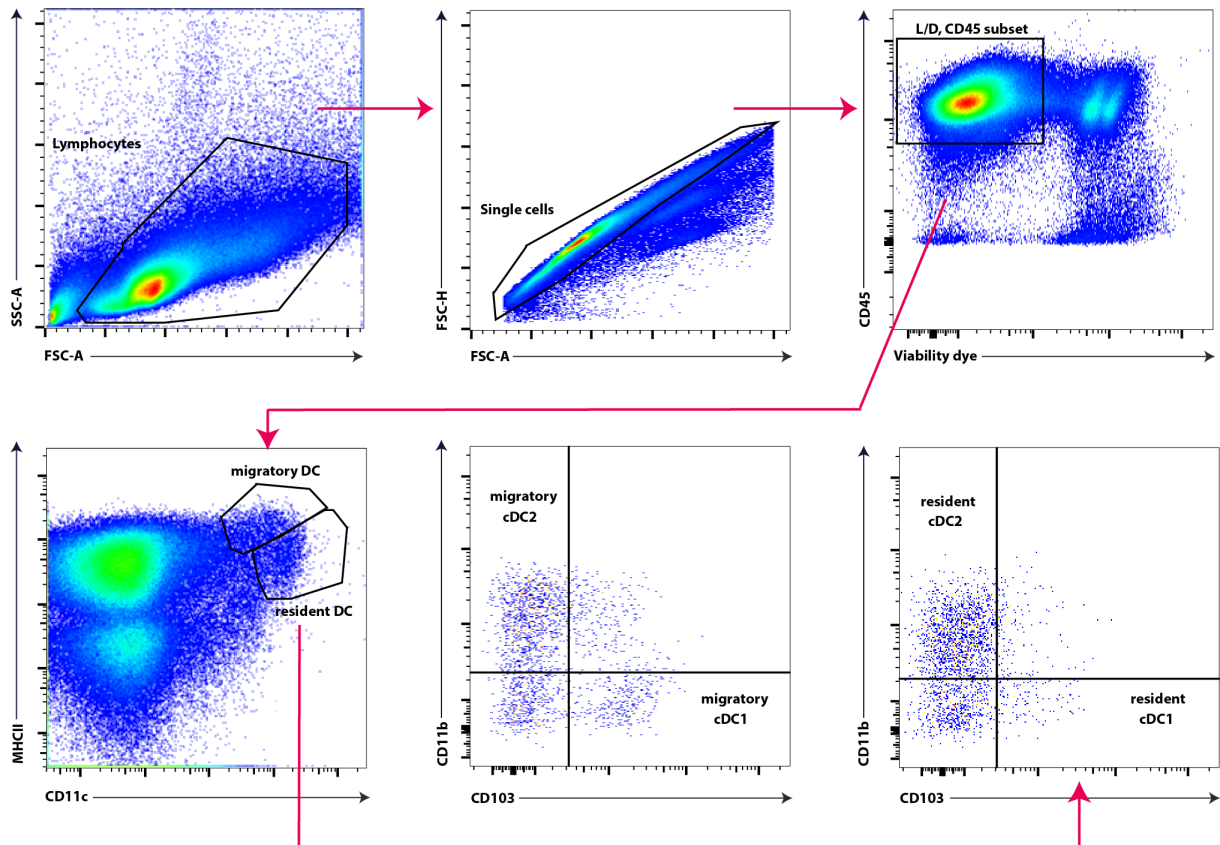 SSC-A
Lymphocytes
FSC-A
FSC-H
Single cells
FSC-A
CD45
L/D, CD45 subset
Viability dye
MHCII
migratory DC
resident DC
CD11c
CD11b
migratory
cDC2
migratory
cDC1
CD103
CD11b
resident
cDC2
resident
cDC1
CD103